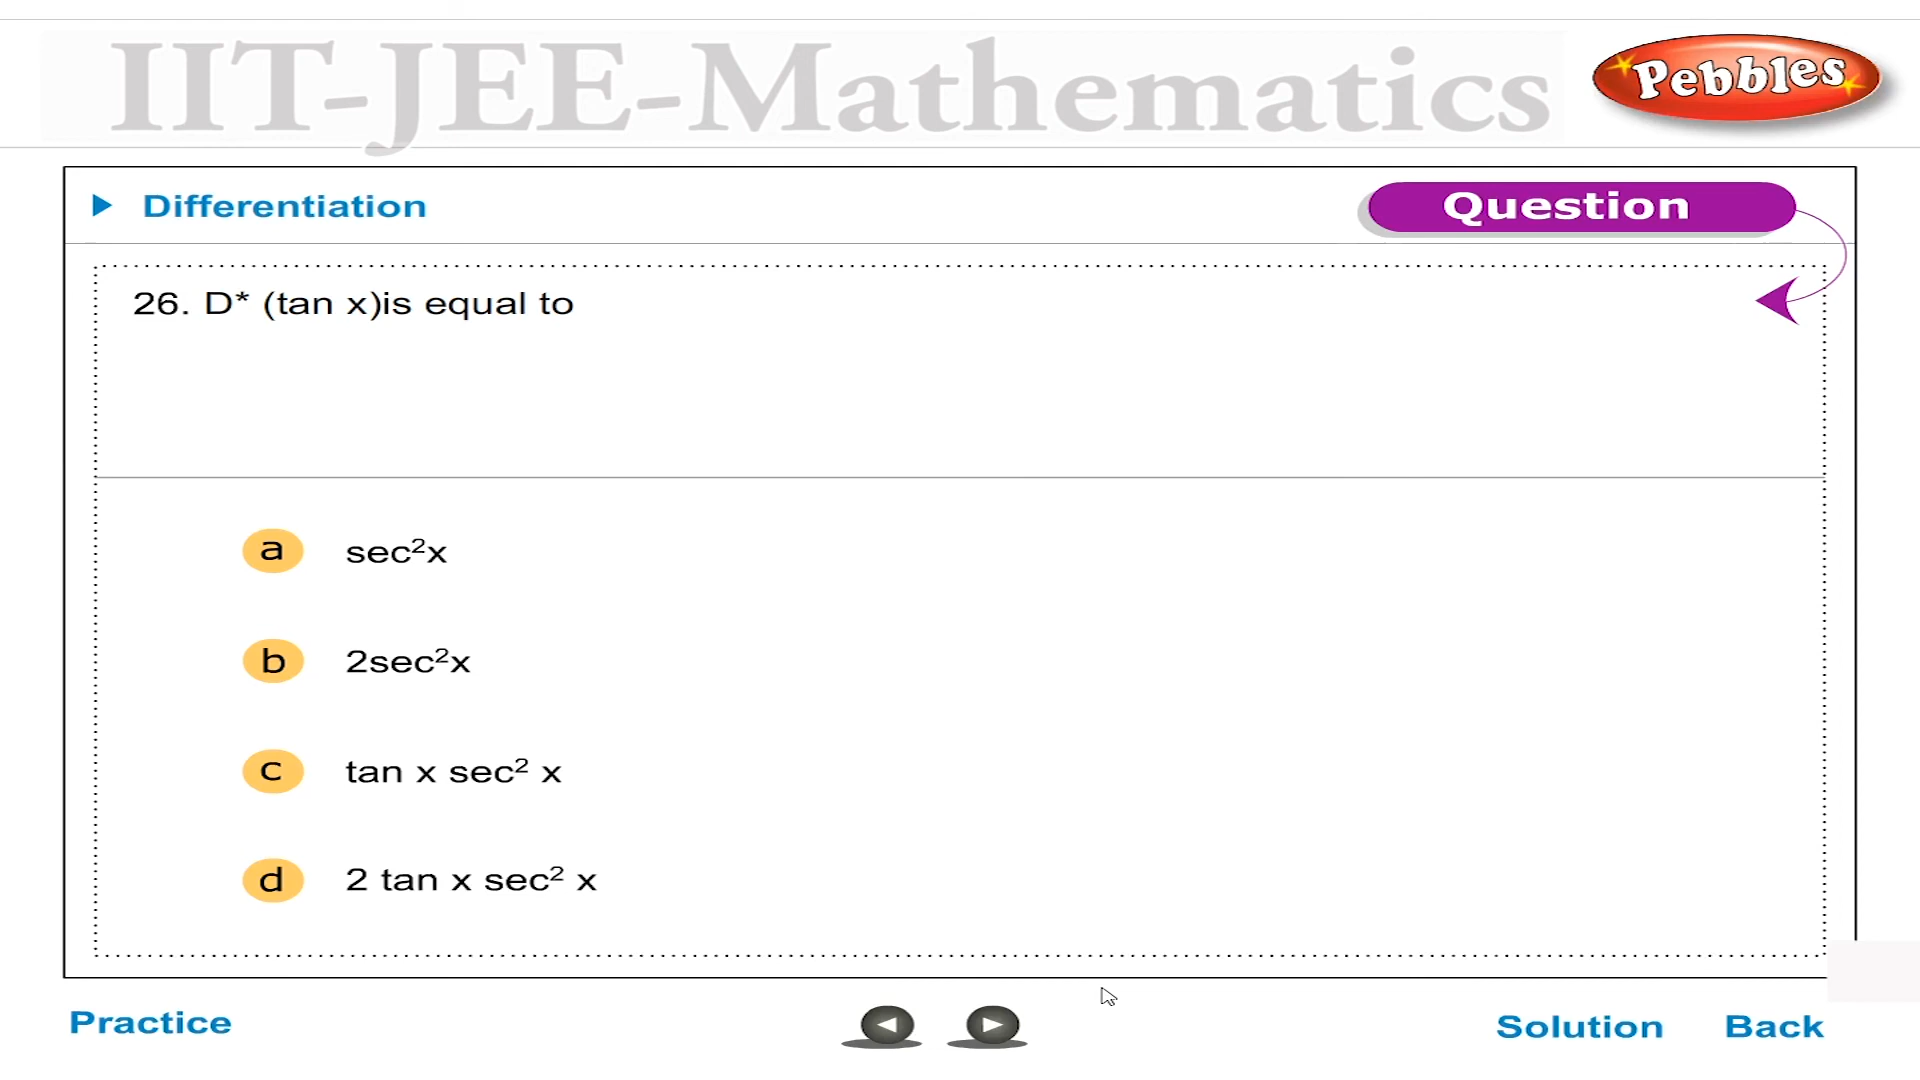 IIT-JEE-Mathematics
Pebbles
Differentiation
Question
26. D* (tan x)is equal to
a sec²x
b 2sec²x
c tan x sec² x
d 2 tan x sec² x
Practice
Solution
Back